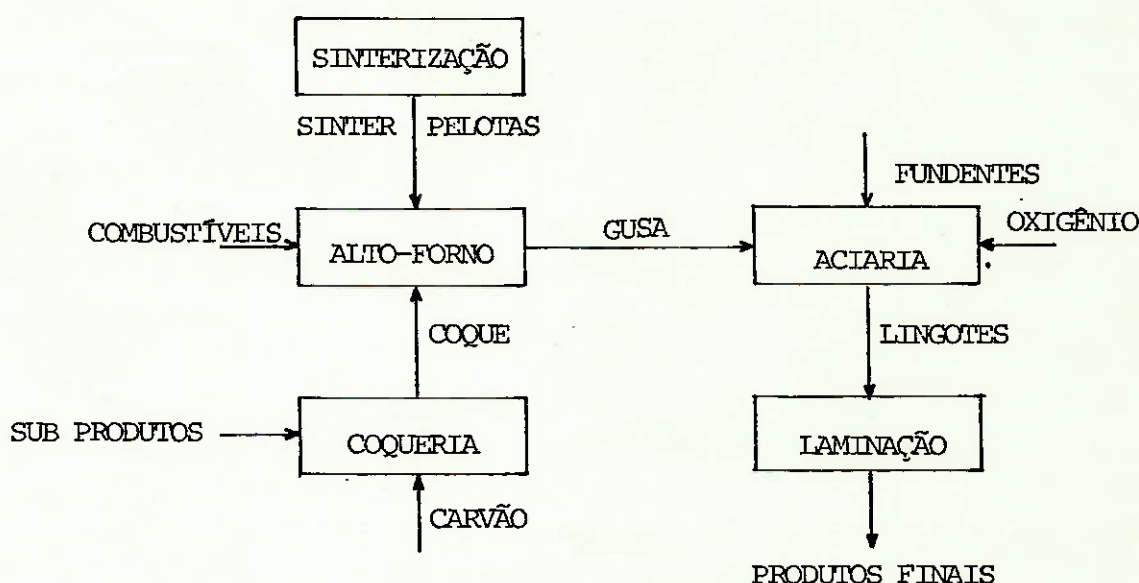 SINTERIZAÇÃO
SINTER PELOTAS
FUNDENTES
COMBUSTÍVEIS
ALTO-FORNO
GUSA
ACIARIA
OXIGÊNIO
COQUE
LINGOTES
SUB PRODUTOS
COQUERIA
LAMINAÇÃO
CARVÃO
PRODUTOS FINAIS